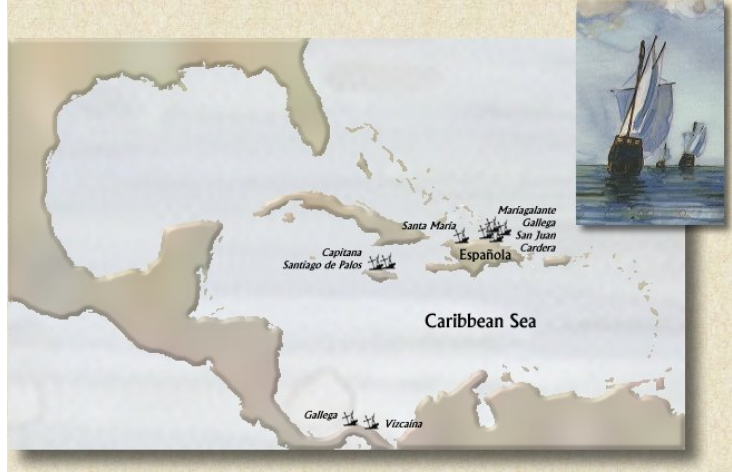 Mariagalante
Gallega
San Juan
Cardera
Santa Maria
Española
Capitana
Santiago de Palos
Caribbean Sea
Gallega
Vizcaina